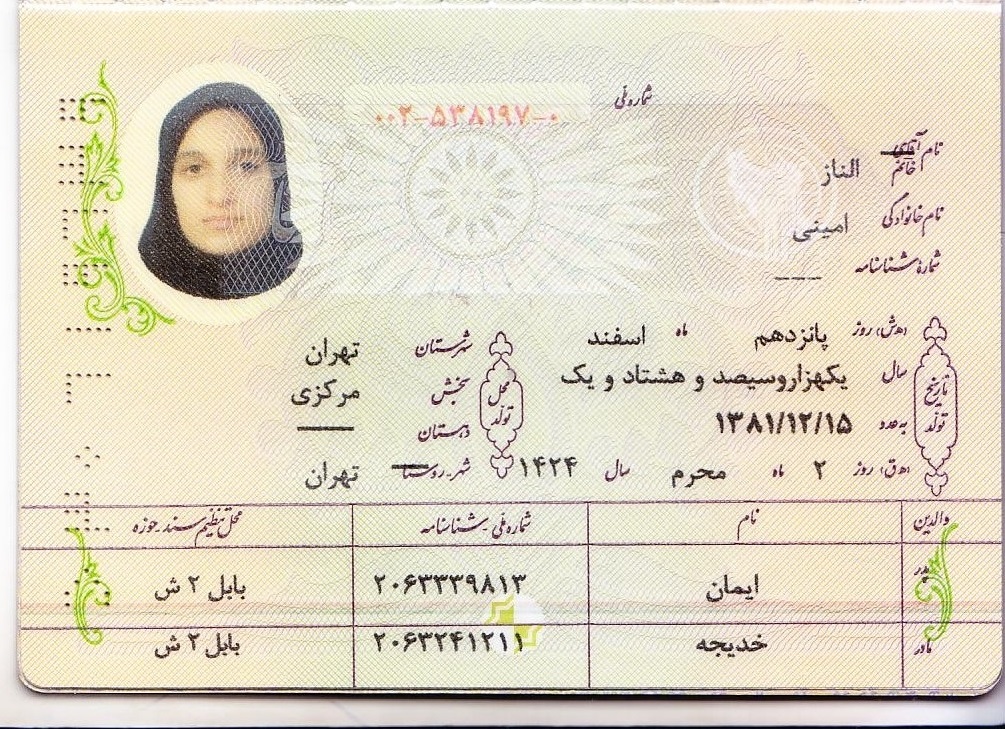 شماره ملی ۰۰۲-۵۳۸۱۹۷-۰
نام آقای خانم الناز
نام خانوادگی امینی
شماره شناسنامه ---
تاریخ تولد
(ه‍.ش) روز پانزدهم ماه اسفند
سال یکهزاروسیصد و هشتاد و یک
به عدد ۱۳۸۱/۱۲/۱۵
(ه‍.ق) روز ۲ ماه محرم سال ۱۴۲۴
محل تولد
شهرستان تهران
بخش مرکزی
دهستان ——
شهر-روستا تهران
والدین نام شماره ملی-شناسنامه محل تنظیم سند-حوزه
پدر ایمان ۲۰۶۳۳۳۹۸۱۳ بابل ۲ ش
مادر خدیجه ۲۰۶۳۲۴۱۲۱۱ بابل ۲ ش